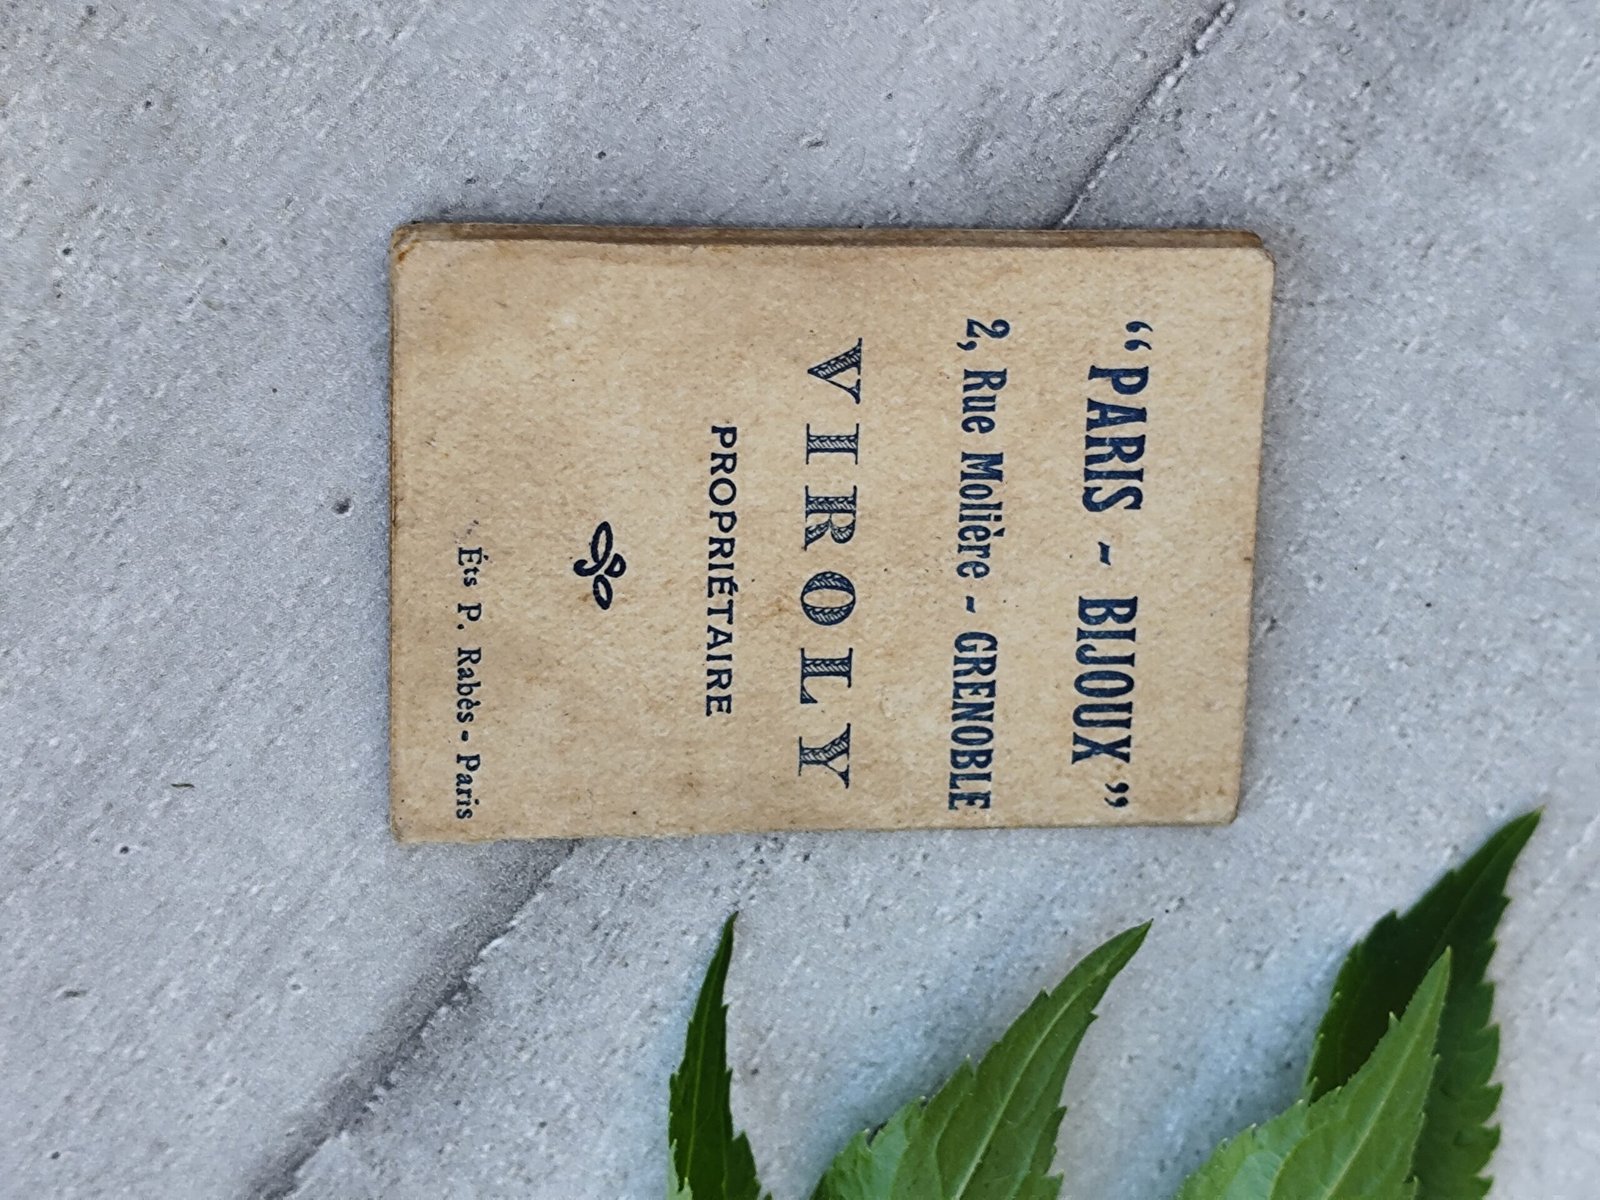 “PARIS - BIJOUX”
2, Rue Molière - GRENOBLE
VIROLY
PROPRIÉTAIRE
Éts P. Rabès - Paris